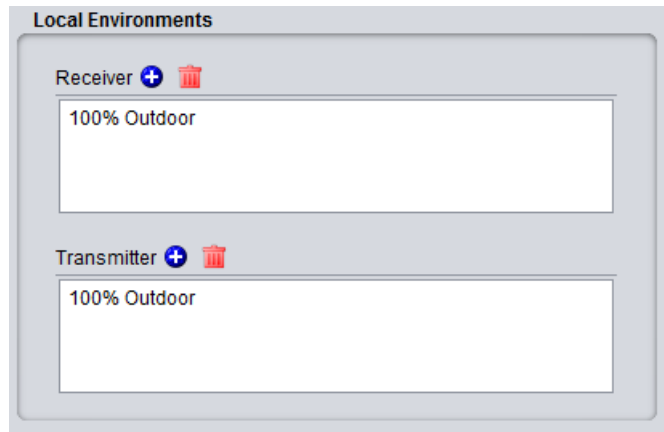 Local Environments
Receiver
100% Outdoor
Transmitter
100% Outdoor